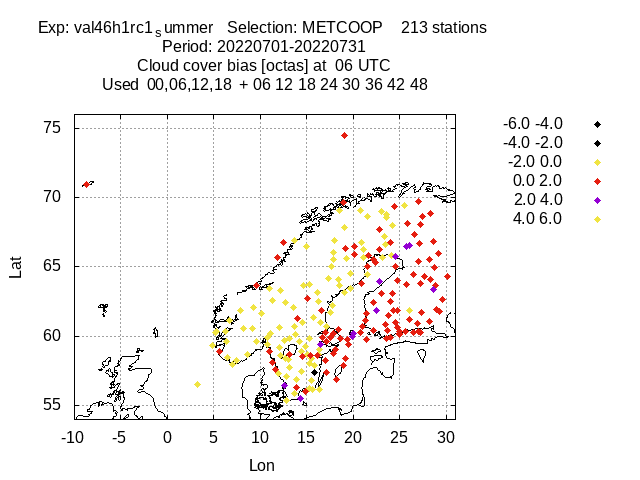 Exp: val46h1rc1summer   Selection: METCOOP    213 stations
Period: 20220701-20220731
Cloud cover bias [octas] at  06 UTC
Used  00,06,12,18  + 06 12 18 24 30 36 42 48
75
70
65
60
55
Lat
-10 -5 0 5 10 15 20 25 30
Lon
-6.0 -4.0
-4.0 -2.0
-2.0 0.0
0.0 2.0
2.0 4.0
4.0 6.0